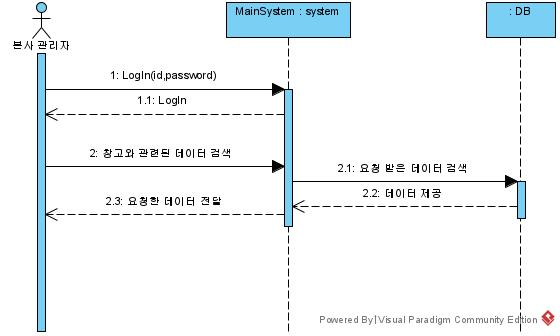 MainSystem : system
: DB
본사 관리자
1: LogIn(id,password)
1.1: LogIn
2: 창고와 관련된 데이터 검색
2.1: 요청 받은 데이터 검색
2.2: 데이터 제공
2.3: 요청한 데이터 전달
Powered By Visual Paradigm Community Edition